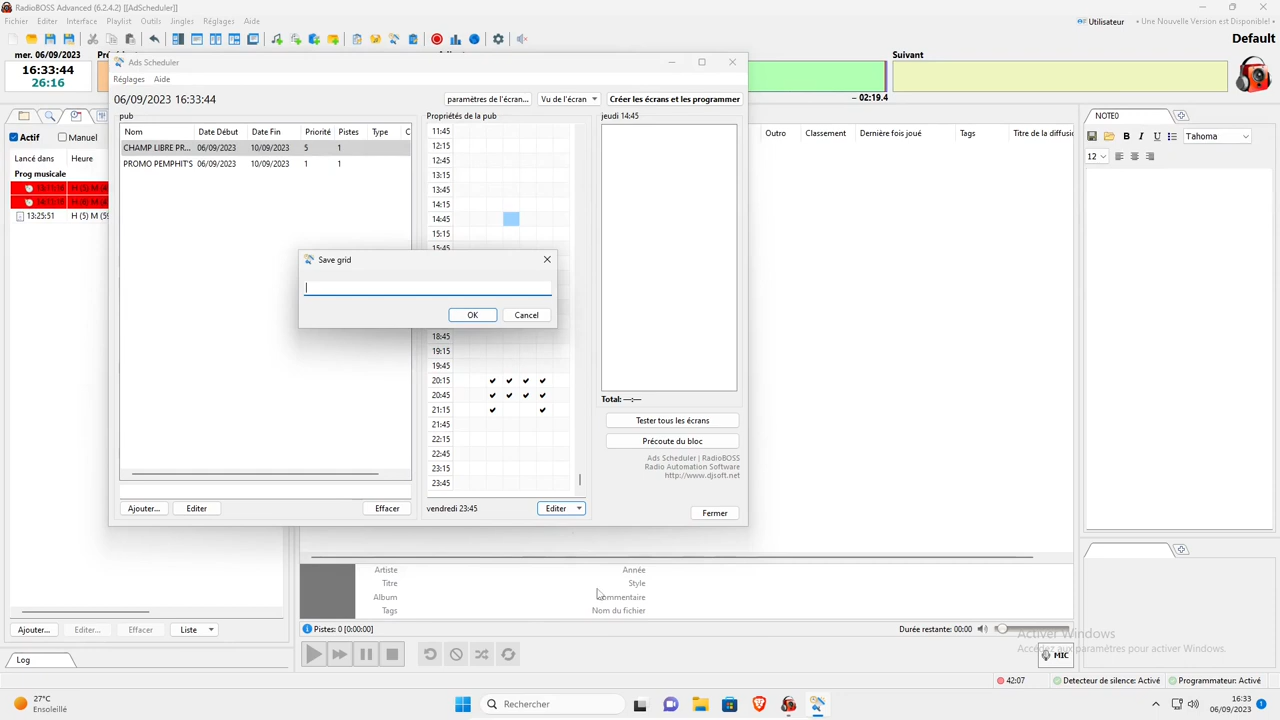 RadioBOSS Advanced (6.2.4.2) [[AdScheduler]]
Fichier Editer Interface Playlist Outils Jingles Réglages Aide
Utilisateur
• Une Nouvelle Version est Disponible! •
mer. 06/09/2023
16:33:44
26:16
Suivant
Default
– 02:19.4
Actif
Manuel
Lancé dans Heure
Prog musicale
13:25:51 H (5) M (59
Ads Scheduler
Réglages Aide
06/09/2023 16:33:44
paramètres de l'écran...
Vu de l'écran
Créer les écrans et les programmer
pub
Nom Date Début Date Fin Priorité Pistes Type C
CHAMP LIBRE PR... 06/09/2023 10/09/2023 5 1
PROMO PEMPHIT'S 06/09/2023 10/09/2023 1 1
Propriétés de la pub
11:45
12:15
12:45
13:15
13:45
14:15
14:45
15:15
15:45
18:45
19:15
19:45
20:15
20:45
21:15
21:45
22:15
22:45
23:15
23:45
jeudi 14:45
Total: —:—
Tester tous les écrans
Précoute du bloc
Ads Scheduler | RadioBOSS
Radio Automation Software
http://www.djsoft.net
Ajouter... Editer Effacer
vendredi 23:45
Editer
Fermer
Save grid
OK
Cancel
Outro Classement Dernière fois joué Tags Titre de la diffusi
NOTE0
B I U
Tahoma
12
Artiste
Titre
Album
Tags
Année
Style
Commentaire
Nom du fichier
Pistes: 0 [0:00:00]
Durée restante: 00:00
Ajouter... Editer... Effacer Liste
Log
MIC
Activer Windows
Accédez aux paramètres pour activer Windows.
42:07
Détecteur de silence: Activé
Programmateur: Activé
27°C
Ensoleillé
Rechercher
16:33
06/09/2023